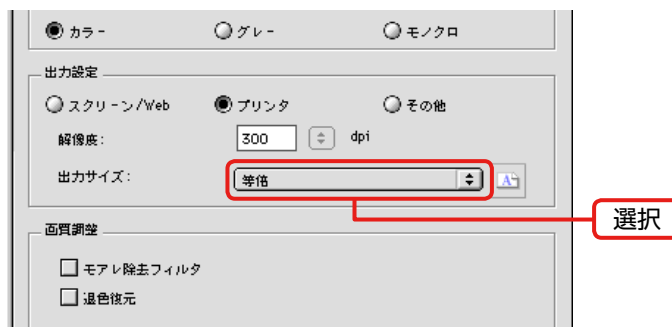 カラー グレー モノクロ
出力設定
スクリーン/Web プリンタ その他
解像度: 300 dpi
出力サイズ: 等倍 A
選択
画質調整
モアレ除去フィルタ
退色復元